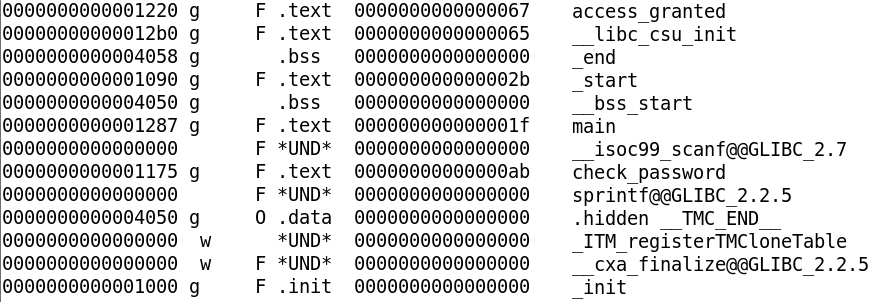 0000000000001220 g     F .text  0000000000000067              access_granted
00000000000012b0 g     F .text  0000000000000065              __libc_csu_init
0000000000004058 g       .bss   0000000000000000              _end
0000000000001090 g     F .text  000000000000002b              _start
0000000000004050 g       .bss   0000000000000000              __bss_start
0000000000001287 g     F .text  000000000000001f              main
0000000000000000       F *UND*  0000000000000000              __isoc99_scanf@@GLIBC_2.7
0000000000001175 g     F .text  00000000000000ab              check_password
0000000000000000       F *UND*  0000000000000000              sprintf@@GLIBC_2.2.5
0000000000004050 g     O .data  0000000000000000              .hidden __TMC_END__
0000000000000000  w      *UND*  0000000000000000              _ITM_registerTMCloneTable
0000000000000000  w    F *UND*  0000000000000000              __cxa_finalize@@GLIBC_2.2.5
0000000000001000 g     F .init  0000000000000000              _init